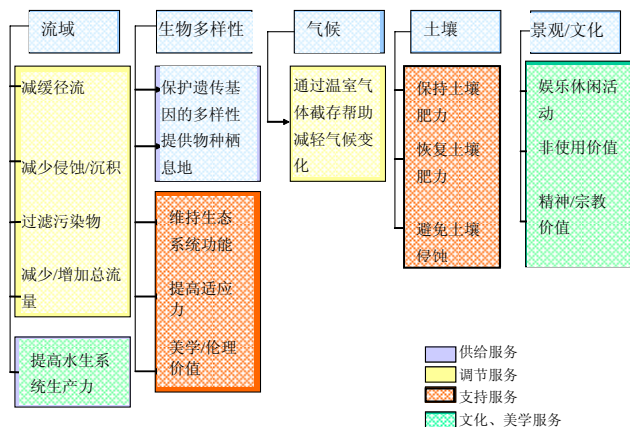 流域
减缓径流
减少侵蚀/沉积
过滤污染物
减少/增加总流
量
提高水生系
统生产力
生物多样性
保护遗传基
因的多样性
提供物种栖
息地
维持生态
系统功能
提高适应
力
美学/伦理
价值
气候
通过温室气
体截存帮助
减轻气候变
化
土壤
保持土壤
肥力
恢复土壤
肥力
避免土壤
侵蚀
景观/文化
娱乐休闲活
动
非使用价值
精神/宗教
价值
供给服务
调节服务
支持服务
文化、美学服务